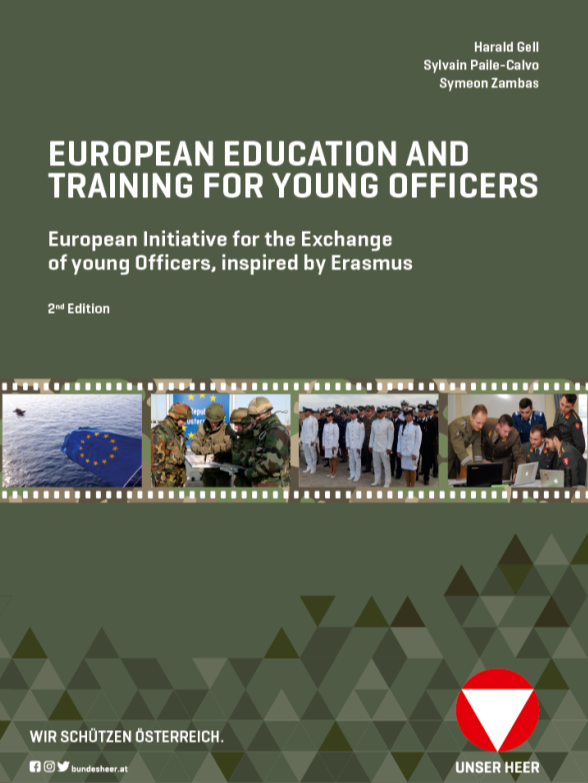 Harald Gell
Sylvain Paile-Calvo
Symeon Zambas
EUROPEAN EDUCATION AND
TRAINING FOR YOUNG OFFICERS
European Initiative for the Exchange
of young Officers, inspired by Erasmus
2nd Edition
WIR SCHÜTZEN ÖSTERREICH.
bundesheer.at
UNSER HEER